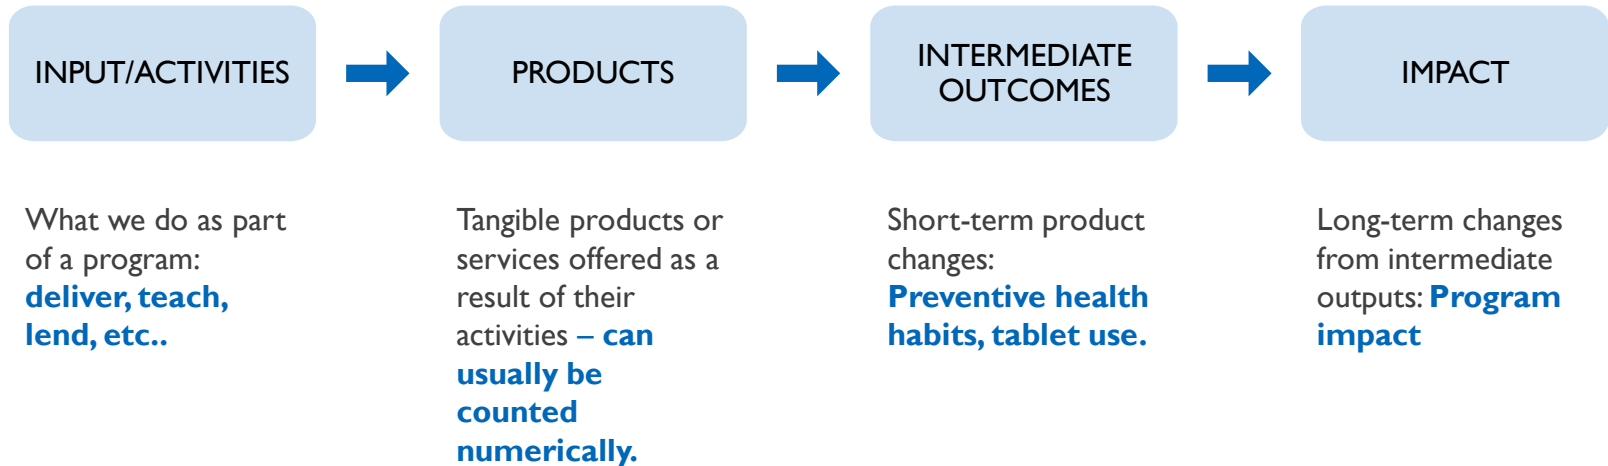 INPUT/ACTIVITIES
PRODUCTS
INTERMEDIATE
OUTCOMES
IMPACT
What we do as part
of a program:
deliver, teach,
lend, etc..
Tangible products or
services offered as a
result of their
activities – can
usually be
counted
numerically.
Short-term product
changes:
Preventive health
habits, tablet use.
Long-term changes
from intermediate
outputs: Program
impact